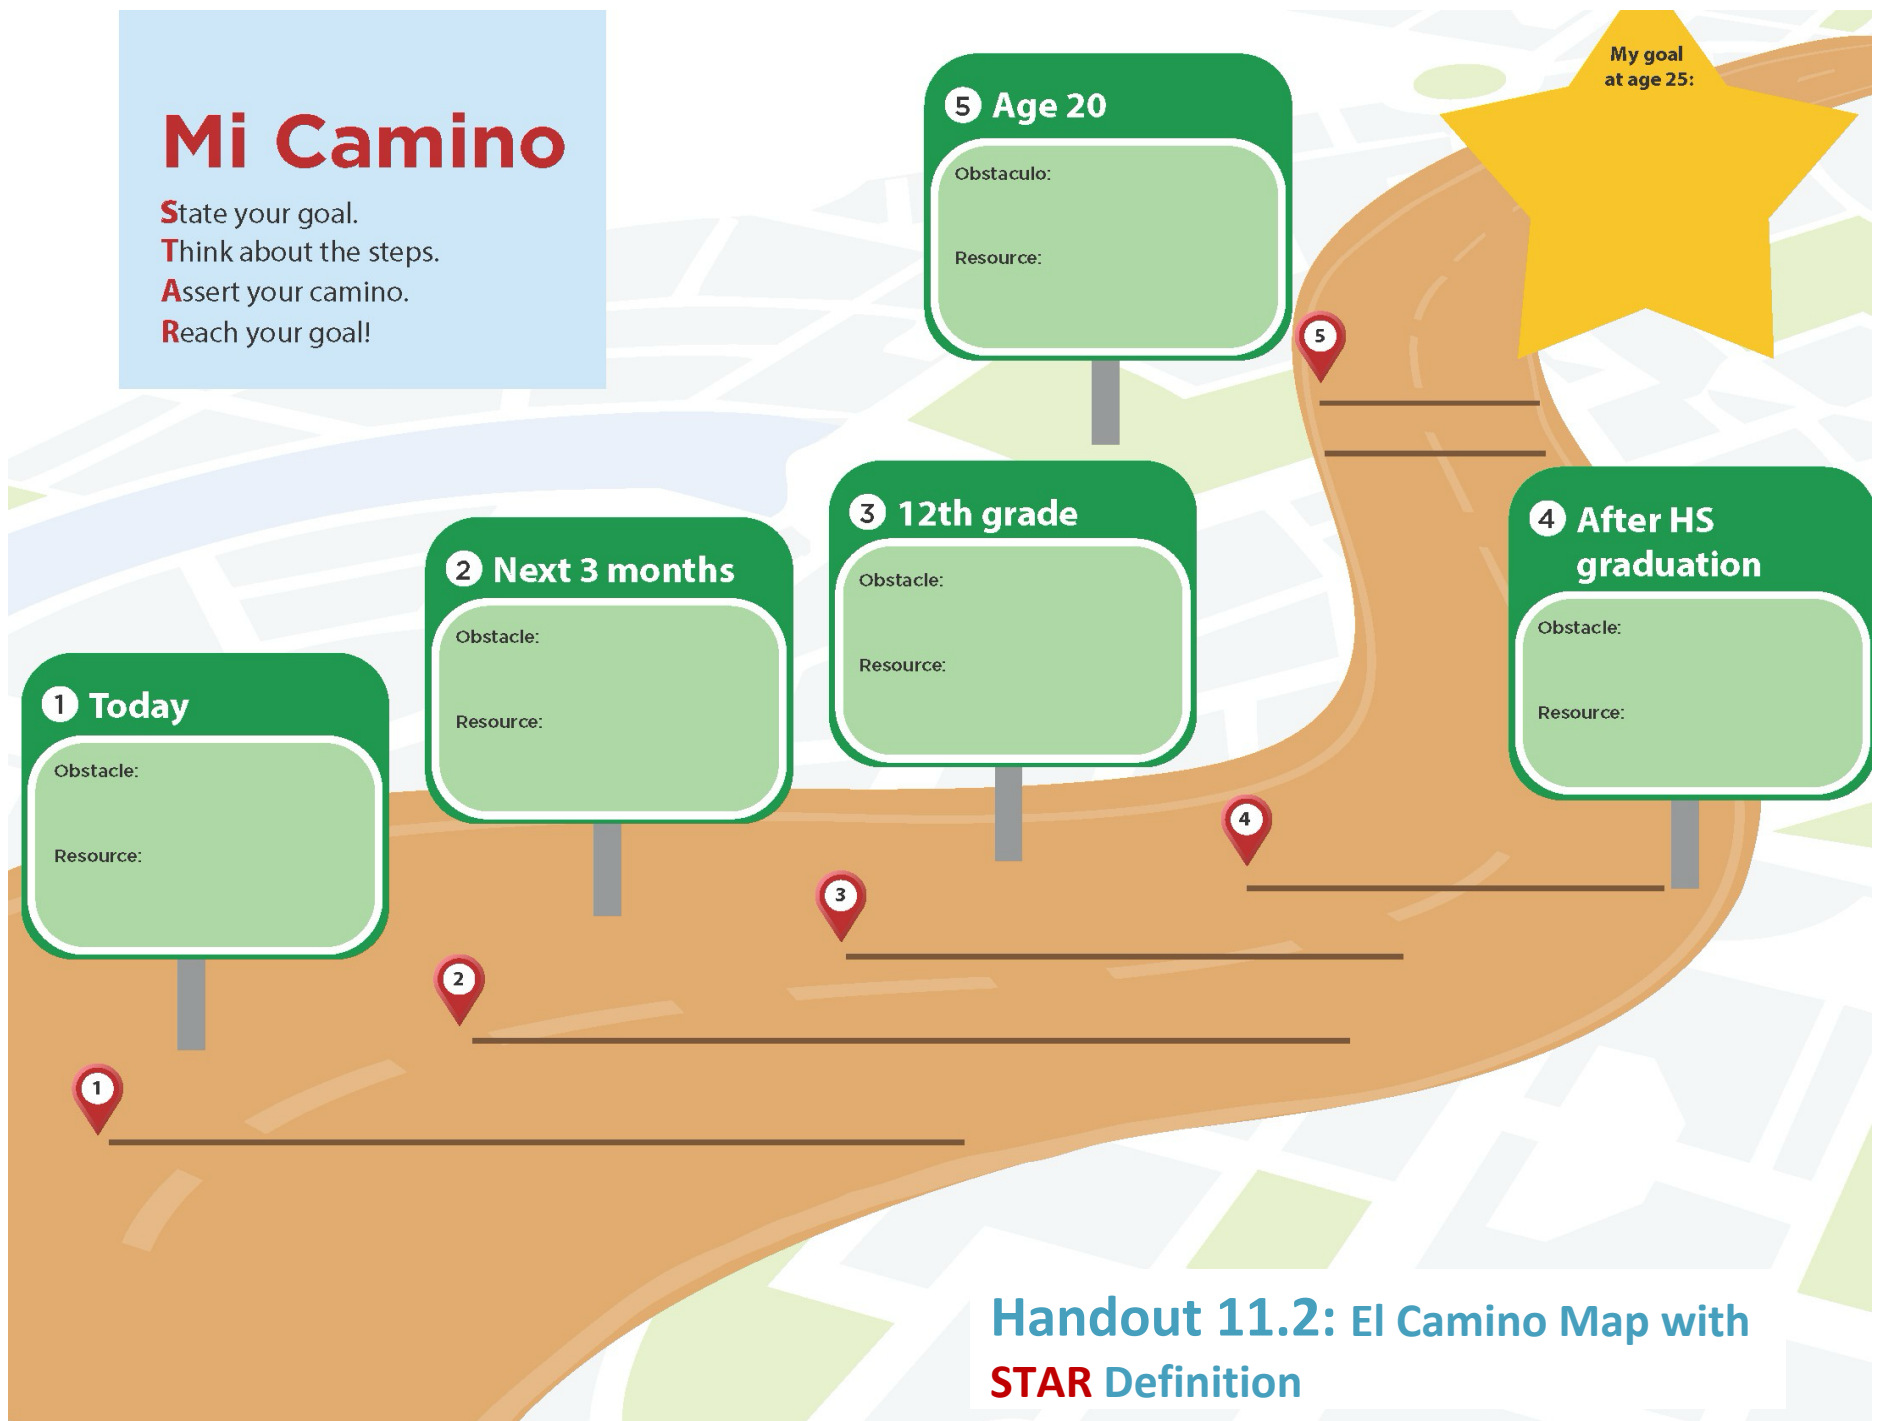 Mi Camino
State your goal.
Think about the steps.
Assert your camino.
Reach your goal!
My goal
at age 25:
5 Age 20
Obstaculo:
Resource:
5
3 12th grade
Obstacle:
Resource:
4 After HS
graduation
Obstacle:
Resource:
2 Next 3 months
Obstacle:
Resource:
1 Today
Obstacle:
Resource:
4
3
2
1
Handout 11.2: El Camino Map with
STAR Definition